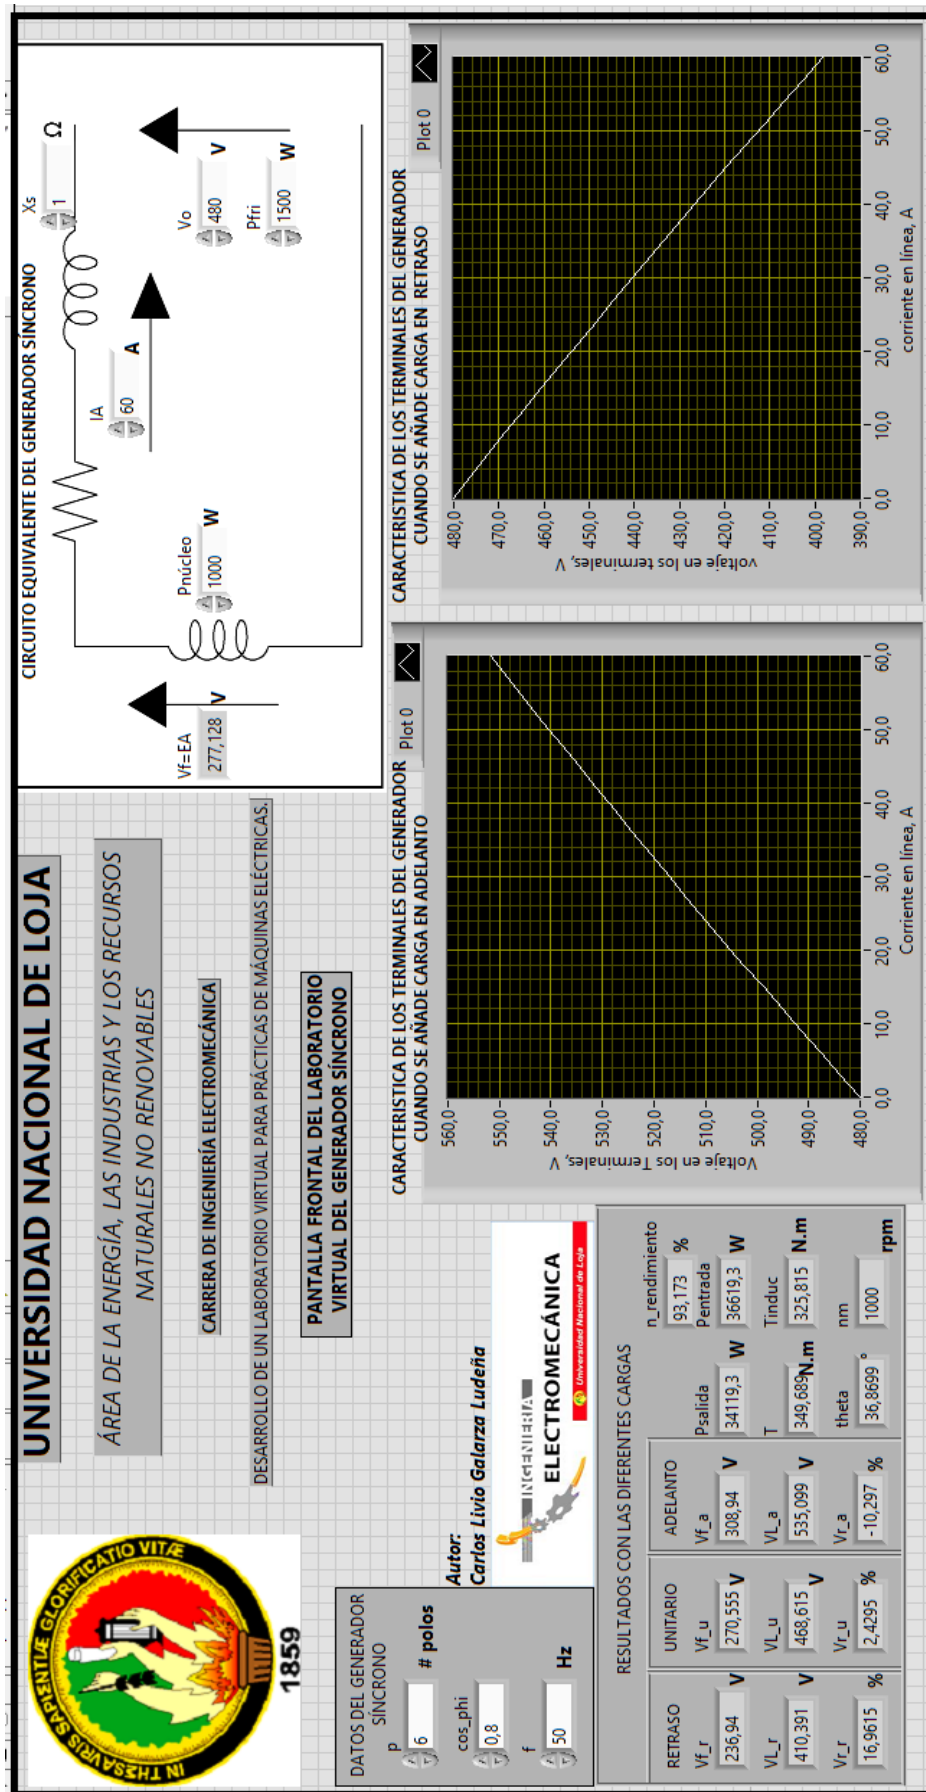 UNIVERSIDAD NACIONAL DE LOJA
ÁREA DE LA ENERGÍA, LAS INDUSTRIAS Y LOS RECURSOS
NATURALES NO RENOVABLES
CARRERA DE INGENIERÍA ELECTROMECÁNICA
DESARROLLO DE UN LABORATORIO VIRTUAL PARA PRÁCTICAS DE MÁQUINAS ELÉCTRICAS.
PANTALLA FRONTAL DEL LABORATORIO
VIRTUAL DEL GENERADOR SÍNCRONO
IN THESAVRVS SAPIENTIÆ GLORIFICATIO VITÆ
1859
DATOS DEL GENERADOR
SÍNCRONO
p
6 # polos
cos_phi
0,8
f
50 Hz
Autor:
Carlos Livio Galarza Ludeña
INGENIERIA
ELECTROMECÁNICA
Universidad Nacional de Loja
CIRCUITO EQUIVALENTE DEL GENERADOR SÍNCRONO
Vf=EA
277,128 V
Pnúcleo
1000 W
IA
60 A
Xs
1 Ω
Vo
480 V
Pfri
1500 W
RESULTADOS CON LAS DIFERENTES CARGAS
RETRASO
Vf_r
236,94 V
VL_r
410,391 V
Vr_r
16,9615 %
UNITARIO
Vf_u
270,555 V
VL_u
468,615 V
Vr_u
2,4295 %
ADELANTO
Vf_a
308,94 V
VL_a
535,099 V
Vr_a
-10,297 %
Psalida
34119,3 W
T
349,689 N.m
theta
36,8699 °
n_rendimiento
93,173 %
Pentrada
36619,3 W
Tinduc
325,815 N.m
nm
1000 rpm
CARACTERISTICA DE LOS TERMINALES DEL GENERADOR
CUANDO SE AÑADE CARGA EN ADELANTO
Plot 0
Voltaje en los Terminales, V
560,0
550,0
540,0
530,0
520,0
510,0
500,0
490,0
480,0
0,0 10,0 20,0 30,0 40,0 50,0 60,0
Corriente en línea, A
CARACTERISTICA DE LOS TERMINALES DEL GENERADOR
CUANDO SE AÑADE CARGA EN RETRASO
Plot 0
voltaje en los terminales, V
480,0
470,0
460,0
450,0
440,0
430,0
420,0
410,0
400,0
390,0
0,0 10,0 20,0 30,0 40,0 50,0 60,0
corriente en línea, A